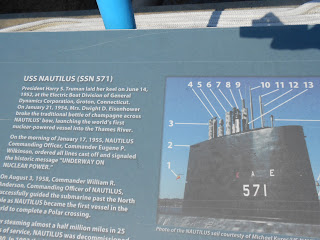 USS NAUTILUS (SSN 571)
President Harry S. Truman laid her keel on June 14,
1952, at the Electric Boat Division of General
Dynamics Corporation, Groton, Connecticut.
On January 21, 1954, Mrs. Dwight D. Eisenhower
broke the traditional bottle of champagne across
NAUTILUS' bow, launching the world's first
nuclear-powered vessel into the Thames River.
On the morning of January 17, 1955, NAUTILUS
Commanding Officer, Commander Eugene P.
Wilkinson, ordered all lines cast off and signaled
the historic message "UNDERWAY ON
NUCLEAR POWER."
On August 3, 1958, Commander William R.
Anderson, Commanding Officer of NAUTILUS,
successfully guided the submarine past the North
Pole as NAUTILUS became the first vessel in the
world to complete a Polar crossing.
steaming almost a half million miles in 25
of service, NAUTILUS was decommissioned
4 5 6 7 8 9 10 11 12 13
3
2
1
E
571
Photo of the NAUTILUS sail courtesy of Michael